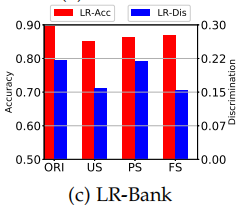 LR-Acc LR-Dis
0.90 0.30
0.80 0.22
0.70 0.15
0.60 0.07
0.50 0.00
Accuracy
Discrimination
ORI US PS FS
(c) LR-Bank